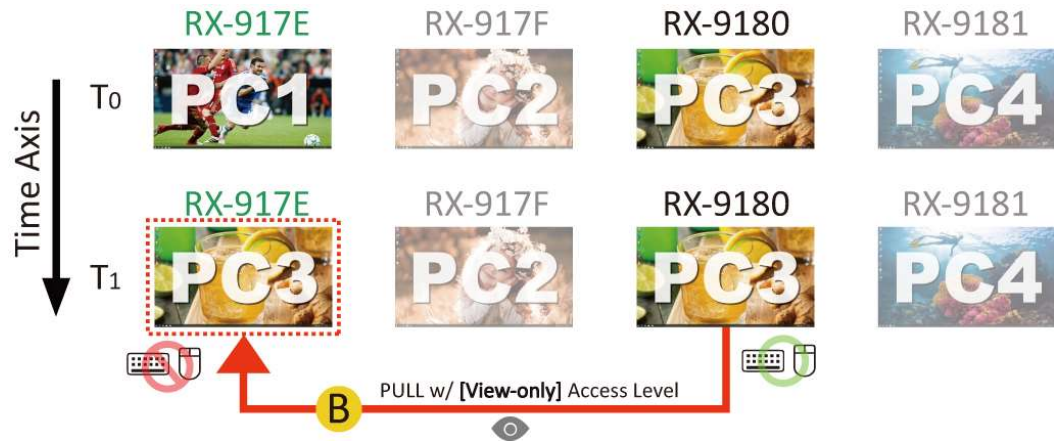 RX-917E RX-917F RX-9180 RX-9181
Time Axis
T0 PC1 PC2 PC3 PC4
RX-917E RX-917F RX-9180 RX-9181
T1 PC3 PC2 PC3 PC4
PULL w/ [View-only] Access Level
B